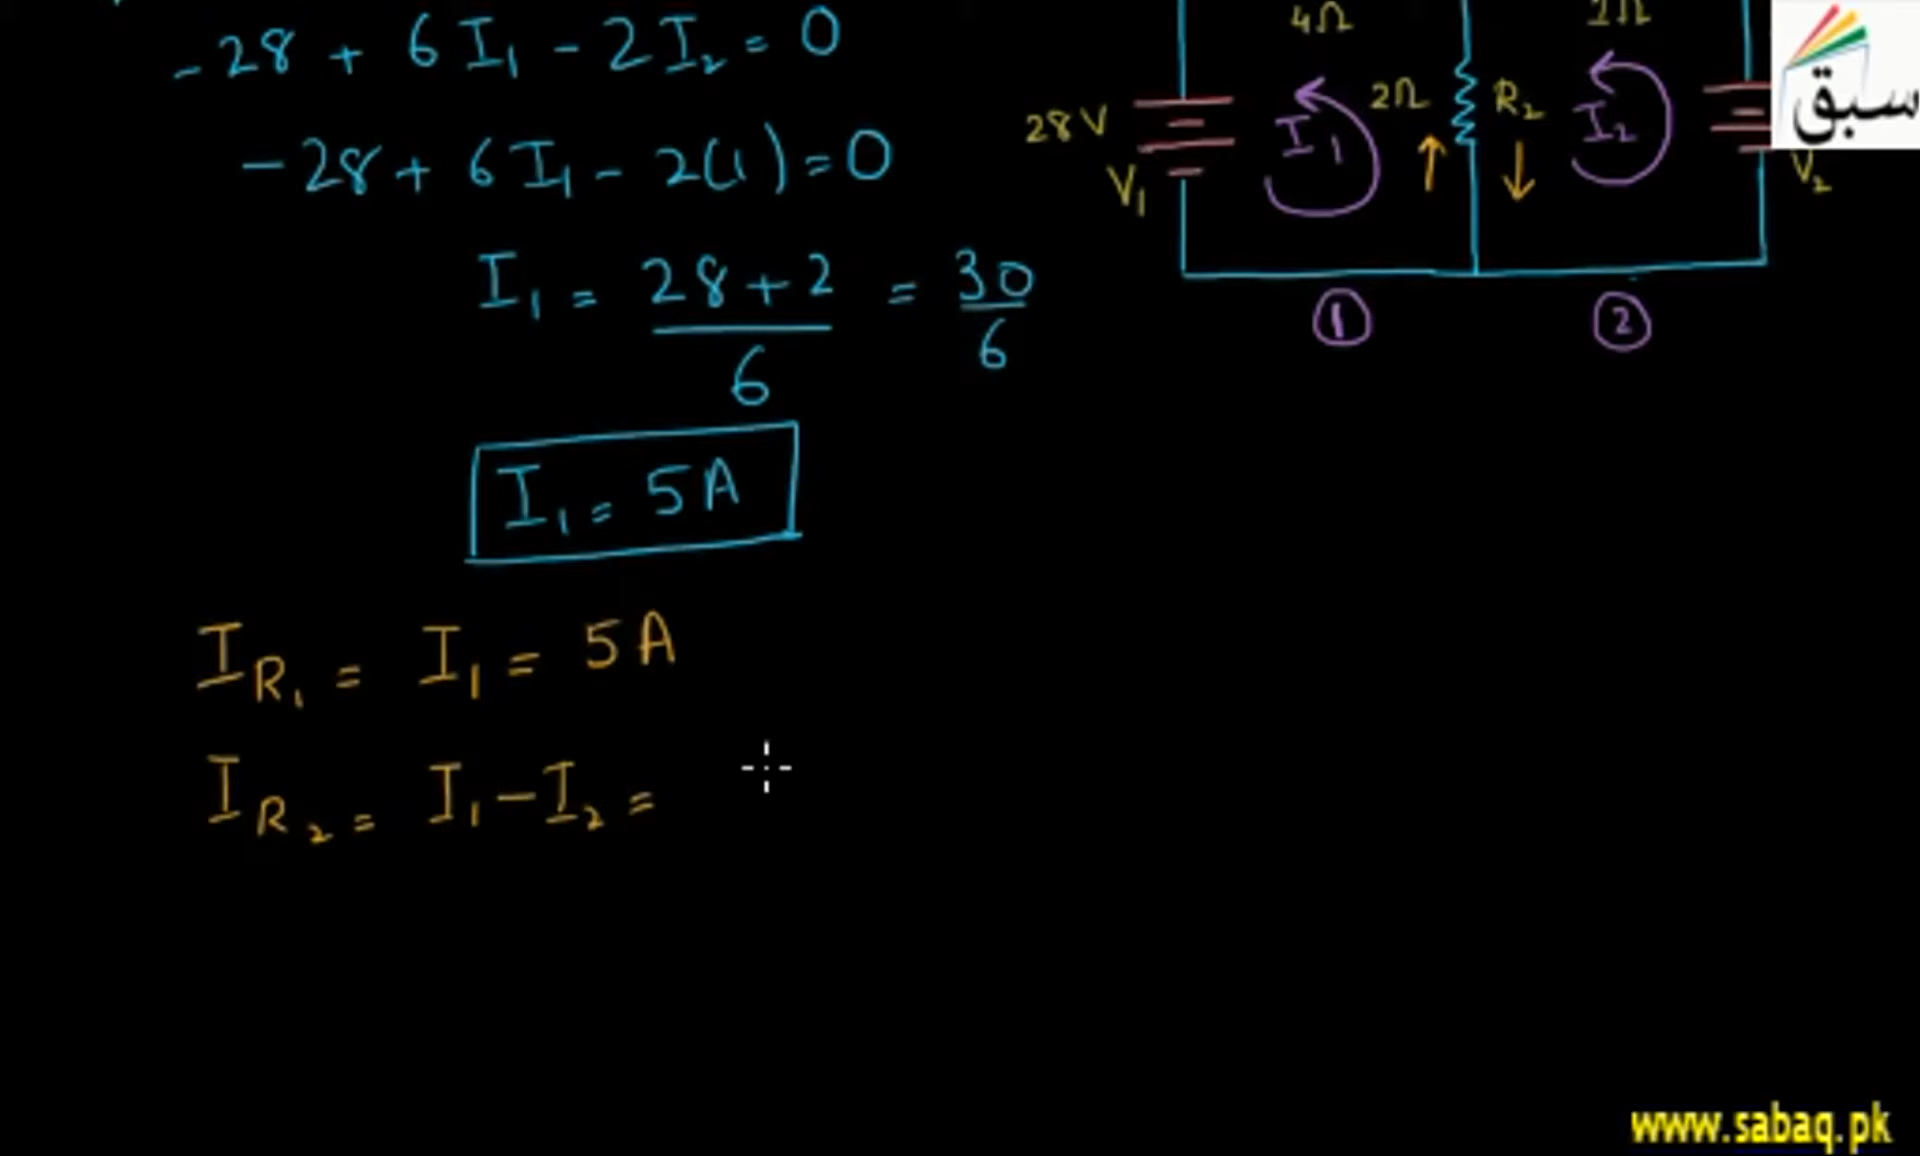 -28 + 6I₁ - 2I₂ = 0
-28 + 6I₁ - 2(1) = 0
I₁ = 28+2/6 = 30/6
I₁ = 5A
I_R₁ = I₁ = 5A
I_R₂ = I₁ - I₂ =
4Ω
2Ω R₂
28V
V₁
I₁
I₂
V₂
① ②
سبق
www.sabaq.pk